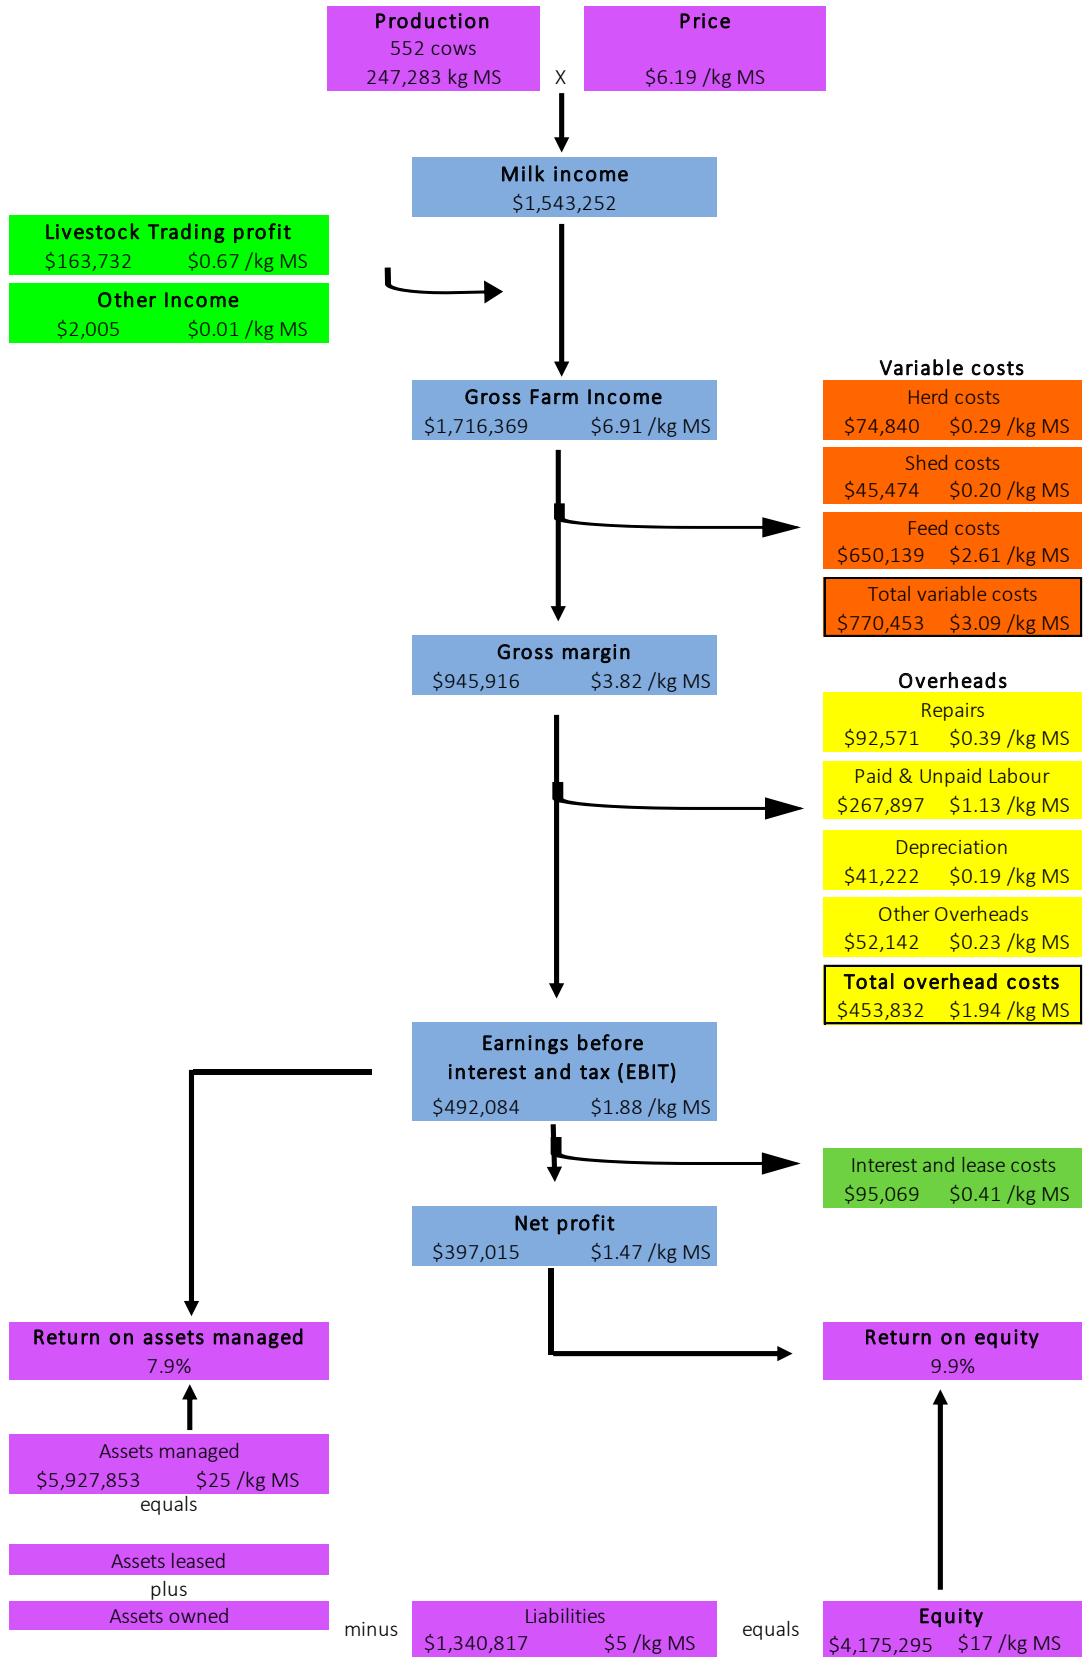 Production
552 cows
247,283 kg MS
X
Price
$6.19 /kg MS
Milk income
$1,543,252
Livestock Trading profit
$163,732 $0.67 /kg MS
Other Income
$2,005 $0.01 /kg MS
Gross Farm Income
$1,716,369 $6.91 /kg MS
Variable costs
Herd costs
$74,840 $0.29 /kg MS
Shed costs
$45,474 $0.20 /kg MS
Feed costs
$650,139 $2.61 /kg MS
Total variable costs
$770,453 $3.09 /kg MS
Gross margin
$945,916 $3.82 /kg MS
Overheads
Repairs
$92,571 $0.39 /kg MS
Paid & Unpaid Labour
$267,897 $1.13 /kg MS
Depreciation
$41,222 $0.19 /kg MS
Other Overheads
$52,142 $0.23 /kg MS
Total overhead costs
$453,832 $1.94 /kg MS
Earnings before
interest and tax (EBIT)
$492,084 $1.88 /kg MS
Interest and lease costs
$95,069 $0.41 /kg MS
Net profit
$397,015 $1.47 /kg MS
Return on assets managed
7.9%
Return on equity
9.9%
Assets managed
$5,927,853 $25 /kg MS
equals
Assets leased
plus
Assets owned
minus
Liabilities
$1,340,817 $5 /kg MS
equals
Equity
$4,175,295 $17 /kg MS